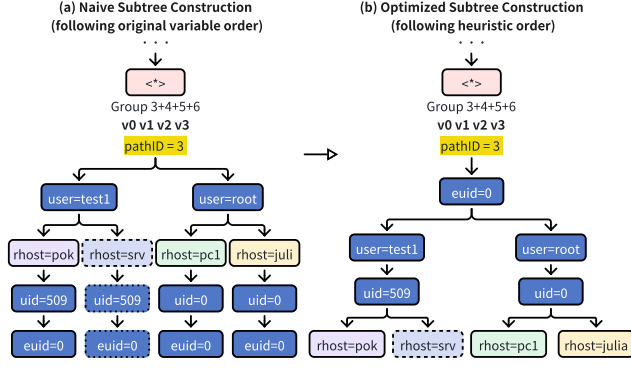 (a) Naive Subtree Construction
(following original variable order)
. . .
<*>
Group 3+4+5+6
v0 v1 v2 v3
pathID = 3
user=test1
user=root
rhost=pok
rhost=srv
rhost=pc1
rhost=juli
uid=509
uid=509
uid=0
uid=0
euid=0
euid=0
euid=0
euid=0
(b) Optimized Subtree Construction
(following heuristic order)
. . .
<*>
Group 3+4+5+6
v0 v1 v2 v3
pathID = 3
euid=0
user=test1
user=root
uid=509
uid=0
rhost=pok
rhost=srv
rhost=pc1
rhost=julia